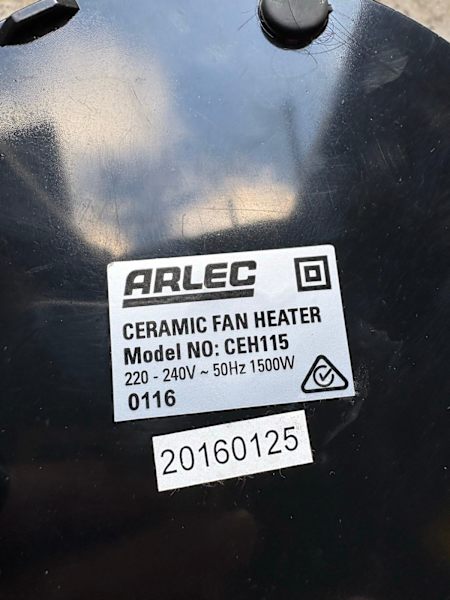 ARLEC
CERAMIC FAN HEATER
Model NO: CEH115
220 - 240V ~ 50Hz 1500W
0116
20160125